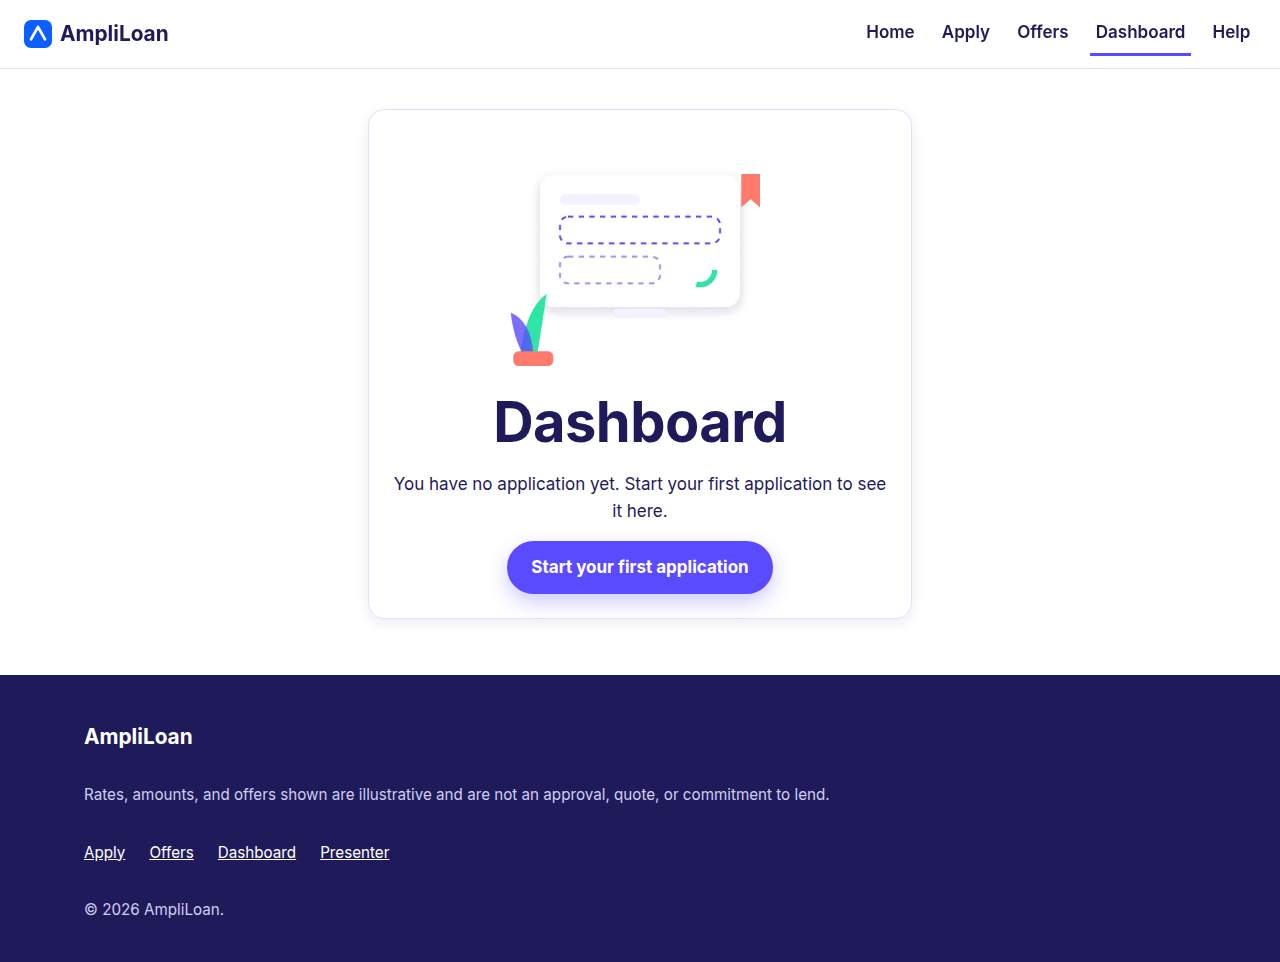 AmpliLoan
Home Apply Offers Dashboard Help
Dashboard
You have no application yet. Start your first application to see
it here.
Start your first application
AmpliLoan
Rates, amounts, and offers shown are illustrative and are not an approval, quote, or commitment to lend.
Apply Offers Dashboard Presenter
© 2026 AmpliLoan.